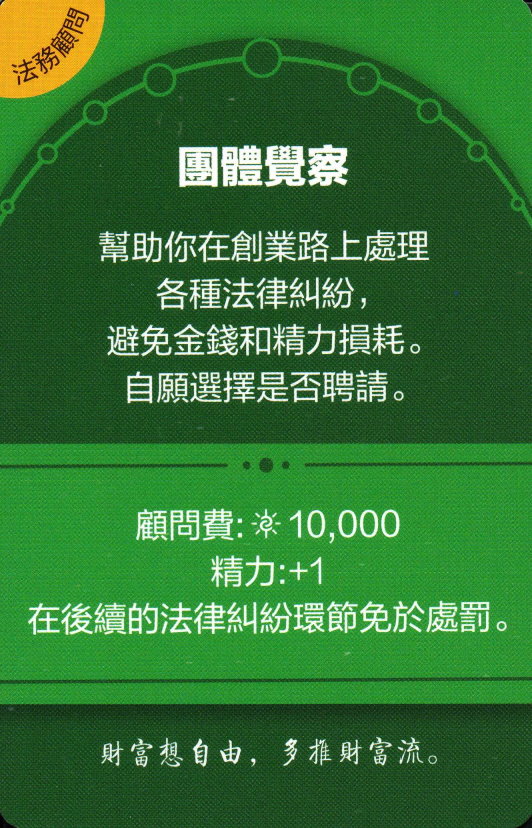 法務顧問
團體覺察
幫助你在創業路上處理
各種法律糾紛，
避免金錢和精力損耗。
自願選擇是否聘請。
顧問費: 10,000
精力:+1
在後續的法律糾紛環節免於處罰。
財富想自由，多推財富流。